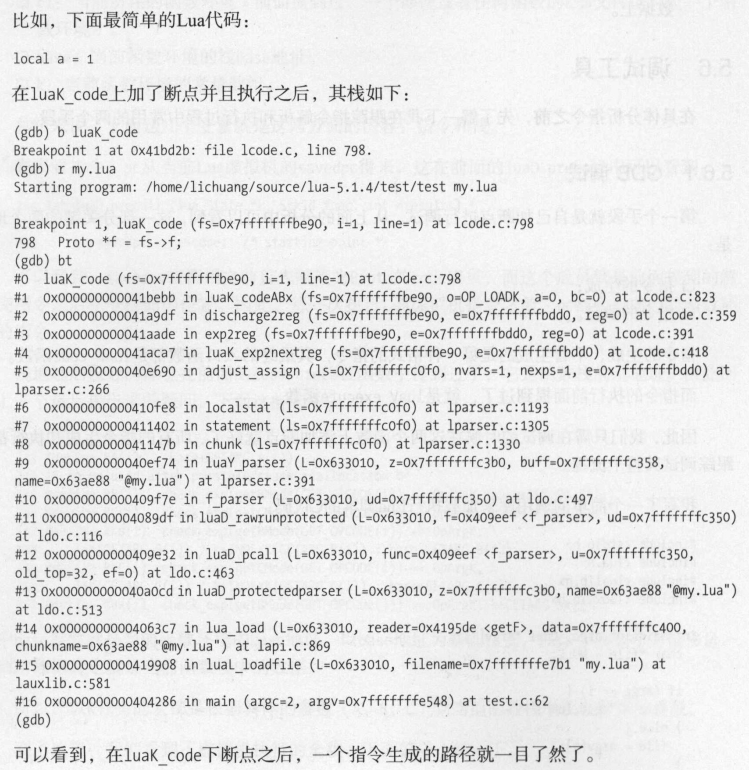 比如，下面最简单的Lua代码：
local a = 1
在luaK_code上加了断点并且执行之后，其栈如下：
(gdb) b luaK_code
Breakpoint 1 at 0x41bd2b: file lcode.c, line 798.
(gdb) r my.lua
Starting program: /home/lichuang/source/lua-5.1.4/test/test my.lua
Breakpoint 1, luaK_code (fs=0x7fffffffbe90, i=1, line=1) at lcode.c:798
798 Proto *f = fs->f;
(gdb) bt
#0 luaK_code (fs=0x7fffffffbe90, i=1, line=1) at lcode.c:798
#1 0x000000000041bebb in luaK_codeABx (fs=0x7fffffffbe90, o=OP_LOADK, a=0, bc=0) at lcode.c:823
#2 0x000000000041a9df in discharge2reg (fs=0x7fffffffbe90, e=0x7fffffffbdd0, reg=0) at lcode.c:359
#3 0x000000000041aade in exp2reg (fs=0x7fffffffbe90, e=0x7fffffffbdd0, reg=0) at lcode.c:391
#4 0x000000000041aca7 in luaK_exp2nextreg (fs=0x7fffffffbe90, e=0x7fffffffbdd0) at lcode.c:418
#5 0x000000000040e690 in adjust_assign (ls=0x7fffffffc0f0, nvars=1, nexps=1, e=0x7fffffffbdd0) at
lparser.c:266
#6 0x0000000000410fe8 in localstat (ls=0x7fffffffc0f0) at lparser.c:1193
#7 0x0000000000411402 in statement (ls=0x7fffffffc0f0) at lparser.c:1305
#8 0x000000000041147b in chunk (ls=0x7fffffffc0f0) at lparser.c:1330
#9 0x000000000040ef74 in luaY_parser (L=0x633010, z=0x7fffffffc3b0, buff=0x7fffffffc358,
name=0x63ae88 "@my.lua") at lparser.c:391
#10 0x0000000000409f7e in f_parser (L=0x633010, ud=0x7fffffffc350) at ldo.c:497
#11 0x00000000004089df in luaD_rawrunprotected (L=0x633010, f=0x409eef <f_parser>, ud=0x7fffffffc350)
at ldo.c:116
#12 0x0000000000409e32 in luaD_pcall (L=0x633010, func=0x409eef <f_parser>, u=0x7fffffffc350,
old_top=32, ef=0) at ldo.c:463
#13 0x000000000040a0cd in luaD_protectedparser (L=0x633010, z=0x7fffffffc3b0, name=0x63ae88 "@my.lua")
at ldo.c:513
#14 0x00000000004063c7 in lua_load (L=0x633010, reader=0x4195de <getF>, data=0x7fffffffc400,
chunkname=0x63ae88 "@my.lua") at lapi.c:869
#15 0x0000000000419908 in luaL_loadfile (L=0x633010, filename=0x7fffffffe7b1 "my.lua") at
lauxlib.c:581
#16 0x0000000000404286 in main (argc=2, argv=0x7fffffffe548) at test.c:62
(gdb)
可以看到，在luaK_code下断点之后，一个指令生成的路径就一目了然了。